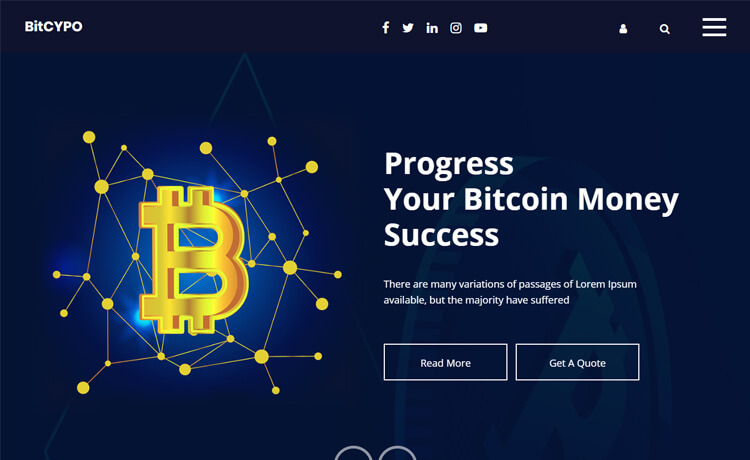 BitCYPO
Progress
Your Bitcoin Money
Success
There are many variations of passages of Lorem Ipsum
available, but the majority have suffered
Read More
Get A Quote